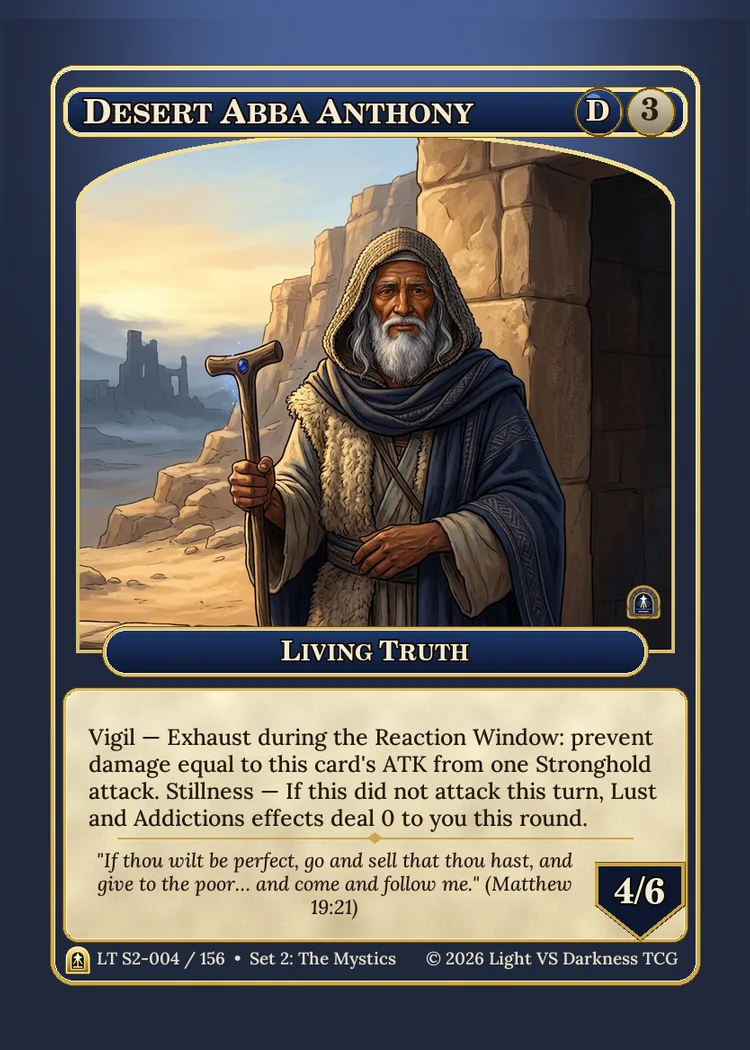 Desert Abba Anthony D 3
Living Truth
Vigil — Exhaust during the Reaction Window: prevent
damage equal to this card's ATK from one Stronghold
attack. Stillness — If this did not attack this turn, Lust
and Addictions effects deal 0 to you this round.
"If thou wilt be perfect, go and sell that thou hast, and
give to the poor... and come and follow me." (Matthew
19:21)
4/6
LT S2-004 / 156 • Set 2: The Mystics © 2026 Light VS Darkness TCG